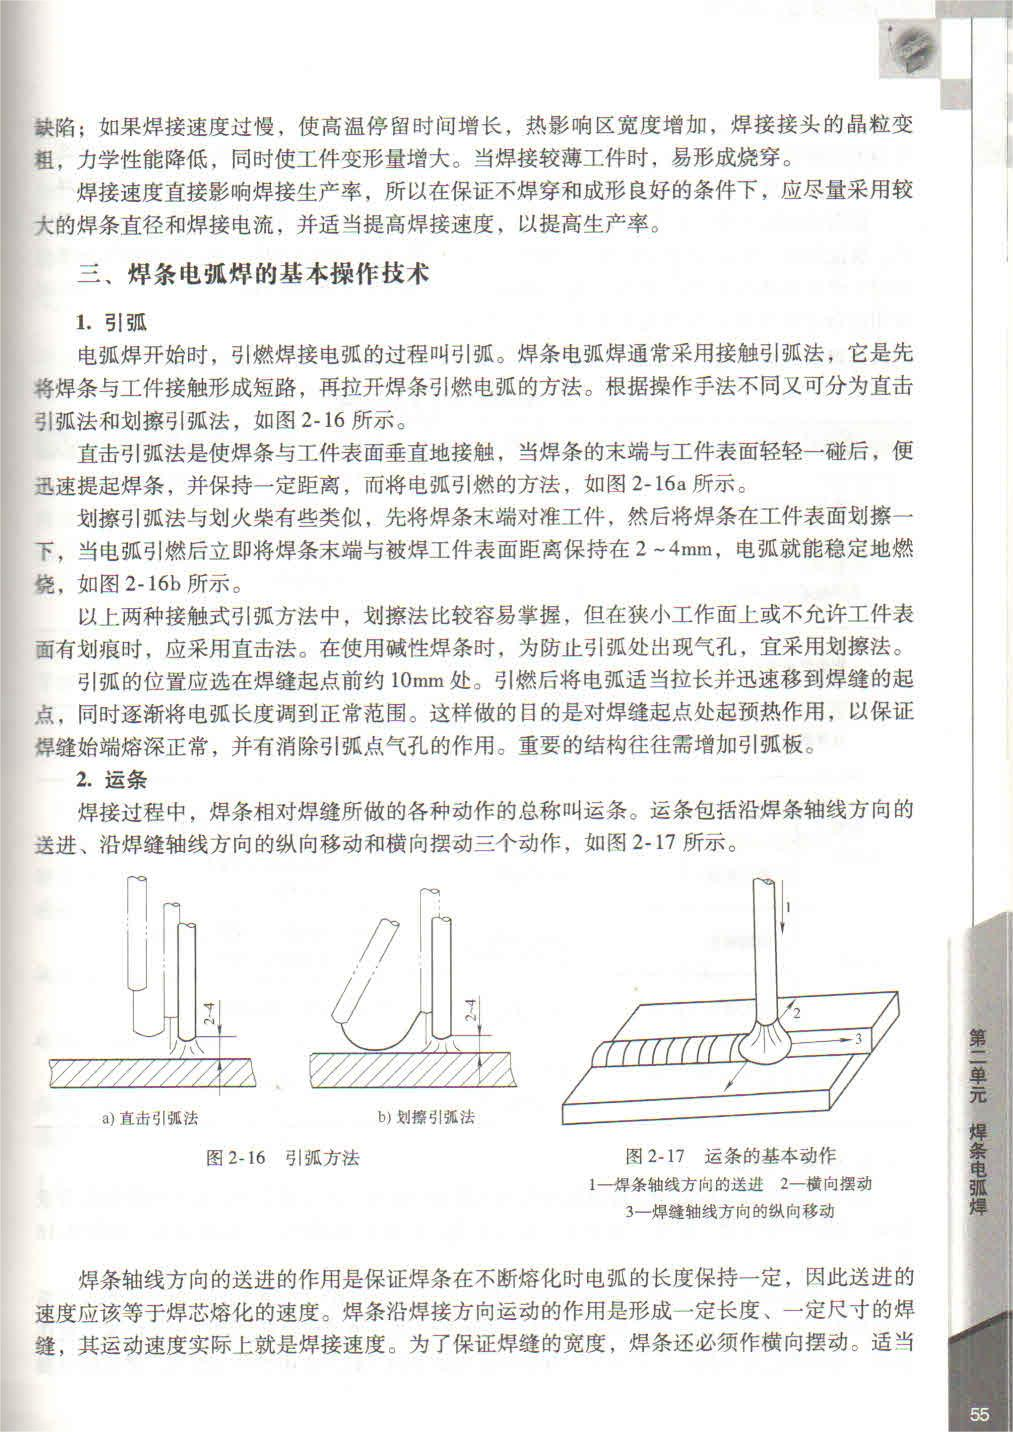 缺陷；如果焊接速度过慢，使高温停留时间增长，热影响区宽度增加，焊接接头的晶粒变
粗，力学性能降低，同时使工件变形量增大。当焊接较薄工件时，易形成烧穿。
焊接速度直接影响焊接生产率，所以在保证不焊穿和成形良好的条件下，应尽量采用较
大的焊条直径和焊接电流，并适当提高焊接速度，以提高生产率。
三、焊条电弧焊的基本操作技术
1. 引弧
电弧焊开始时，引燃焊接电弧的过程叫引弧。焊条电弧焊通常采用接触引弧法，它是先
将焊条与工件接触形成短路，再拉开焊条引燃电弧的方法。根据操作手法不同又可分为直击
引弧法和划擦引弧法，如图 2-16 所示。
直击引弧法是使焊条与工件表面垂直地接触，当焊条的末端与工件表面轻轻一碰后，便
迅速提起焊条，并保持一定距离，而将电弧引燃的方法，如图 2-16a 所示。
划擦引弧法与划火柴有些类似，先将焊条末端对准工件，然后将焊条在工件表面划擦一
下，当电弧引燃后立即将焊条末端与被焊工件表面距离保持在 2 ~ 4mm，电弧就能稳定地燃
烧，如图 2-16b 所示。
以上两种接触式引弧方法中，划擦法比较容易掌握，但在狭小工作面上或不允许工件表
面有划痕时，应采用直击法。在使用碱性焊条时，为防止引弧处出现气孔，宜采用划擦法。
引弧的位置应选在焊缝起点前约 10mm 处。引燃后将电弧适当拉长并迅速移到焊缝的起
点，同时逐渐将电弧长度调到正常范围。这样做的目的是对焊缝起点处起预热作用，以保证
焊缝始端熔深正常，并有消除引弧点气孔的作用。重要的结构往往需增加引弧板。
2. 运条
焊接过程中，焊条相对焊缝所做的各种动作的总称叫运条。运条包括沿焊条轴线方向的
送进、沿焊缝轴线方向的纵向移动和横向摆动三个动作，如图 2-17 所示。
2~4
2~4
1
2
3
a) 直击引弧法
b) 划擦引弧法
图 2-16 引弧方法
图 2-17 运条的基本动作
1—焊条轴线方向的送进 2—横向摆动
3—焊缝轴线方向的纵向移动
焊条轴线方向的送进的作用是保证焊条在不断熔化时电弧的长度保持一定，因此送进的
速度应该等于焊芯熔化的速度。焊条沿焊接方向运动的作用是形成一定长度、一定尺寸的焊
缝，其运动速度实际上就是焊接速度。为了保证焊缝的宽度，焊条还必须作横向摆动。适当
第二单元 焊条电弧焊
55